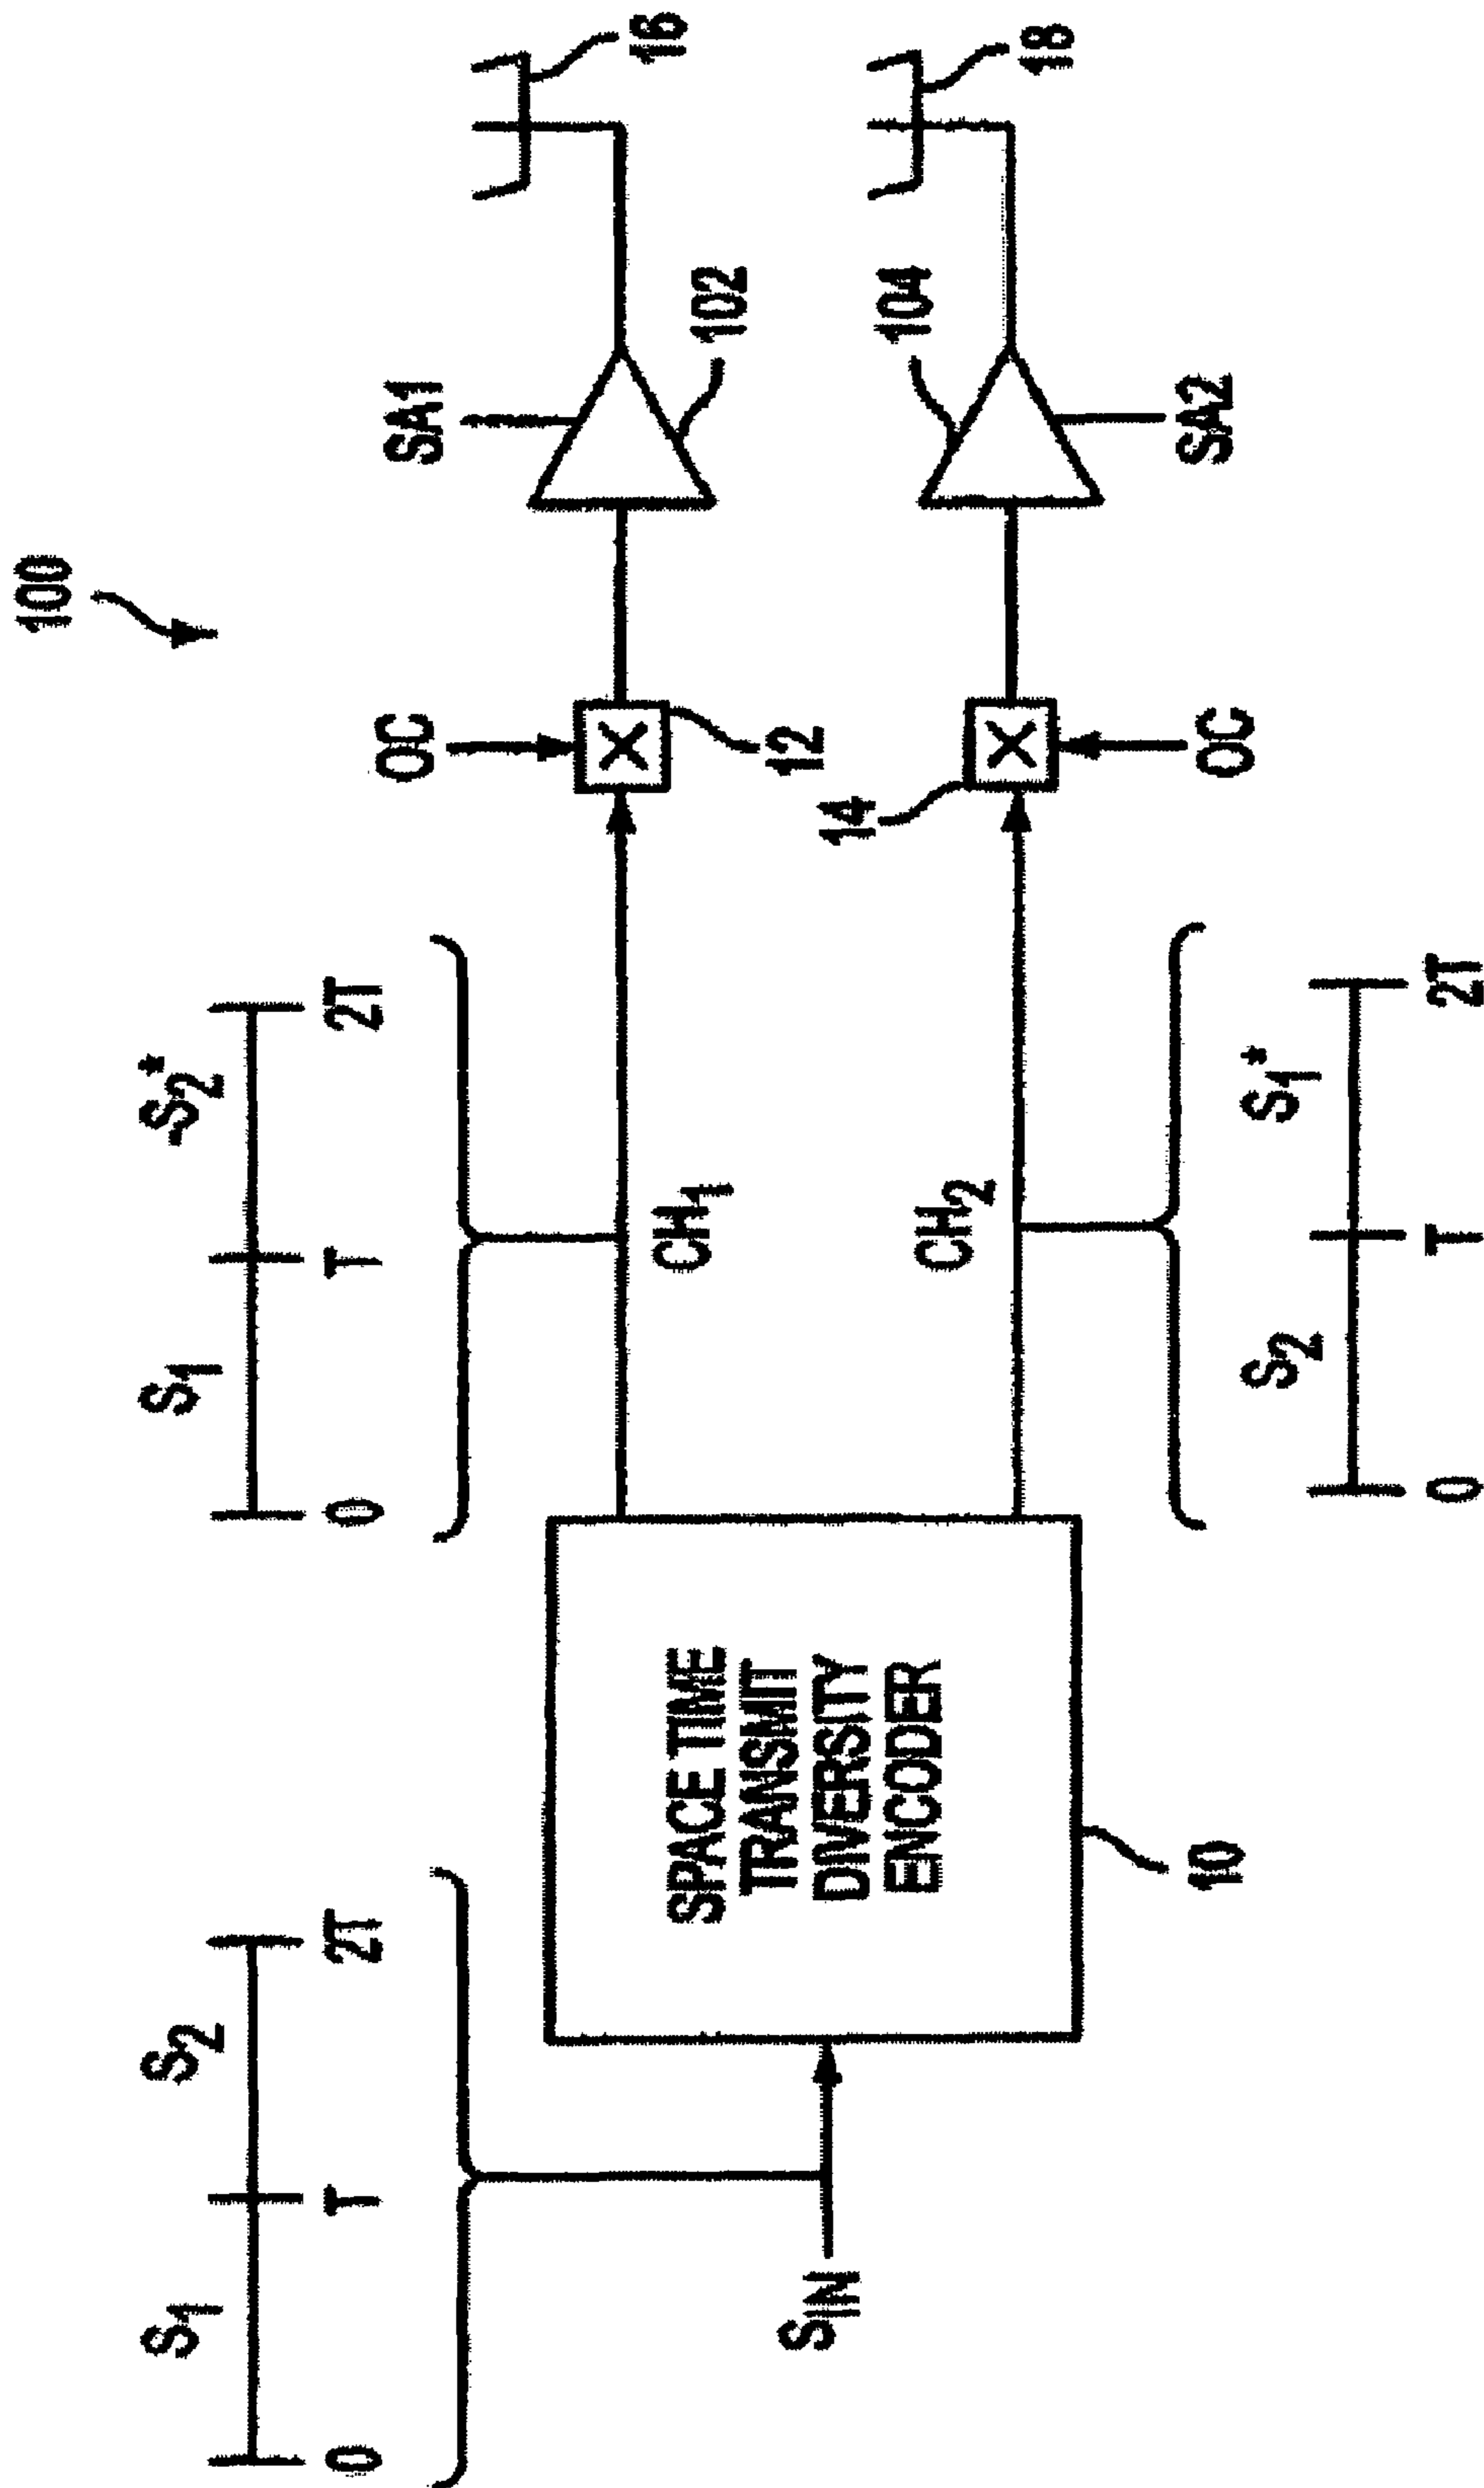 100
S1 S2
0 T 2T
SIN
SPACE TIME
TRANSMIT
DIVERSITY
ENCODER
10
S1 -S2*
0 T 2T
CH1
CH2
S2 S1*
0 T 2T
OC
X
12
14
X
OC
SA1
102
104
SA2
16
18